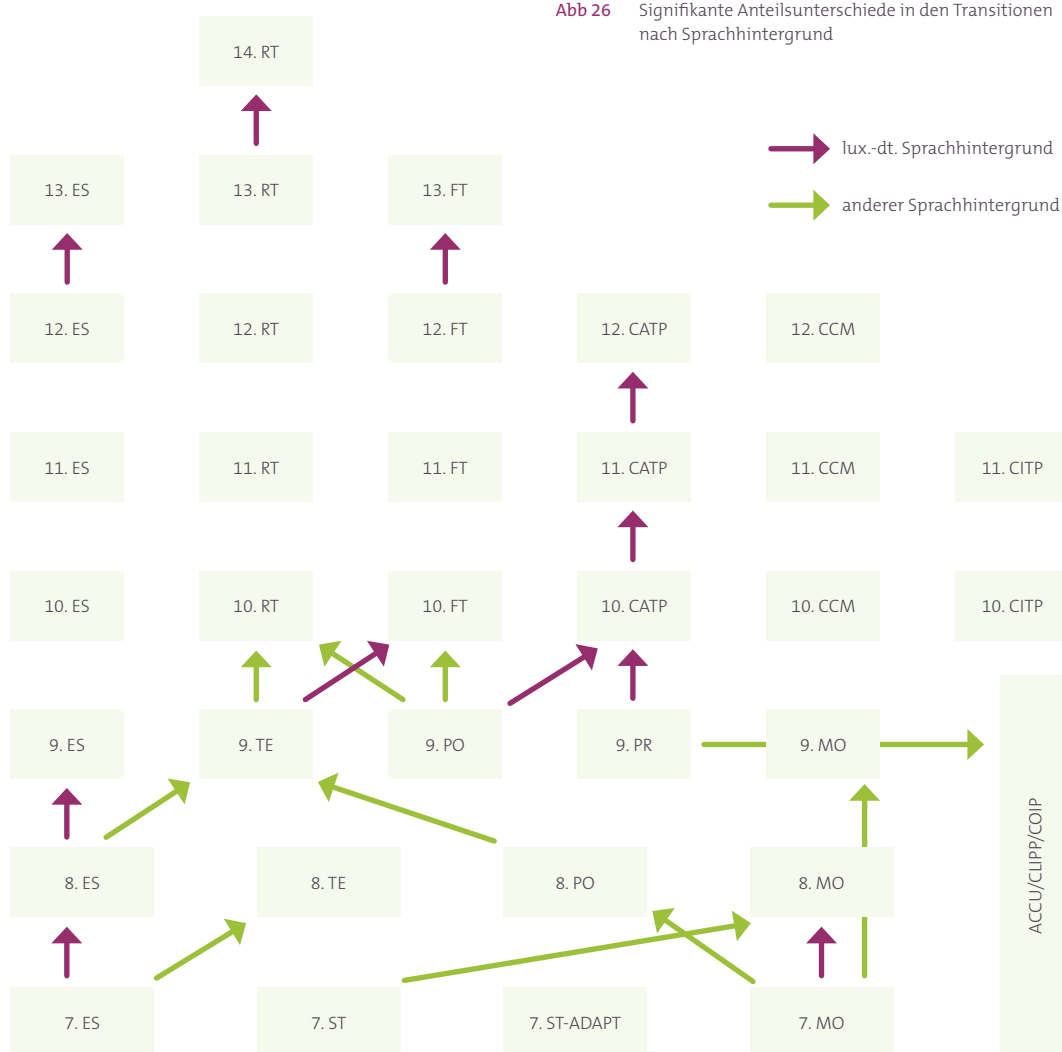 Abb 26 Signifikante Anteilsunterschiede in den Transitionen
nach Sprachhintergrund
14. RT
lux.-dt. Sprachhintergrund
anderer Sprachhintergrund
13. ES
13. RT
13. FT
12. ES
12. RT
12. FT
12. CATP
12. CCM
11. ES
11. RT
11. FT
11. CATP
11. CCM
11. CITP
10. ES
10. RT
10. FT
10. CATP
10. CCM
10. CITP
9. ES
9. TE
9. PO
9. PR
9. MO
8. ES
8. TE
8. PO
8. MO
ACCU/CLIPP/COIP
7. ES
7. ST
7. ST-ADAPT
7. MO